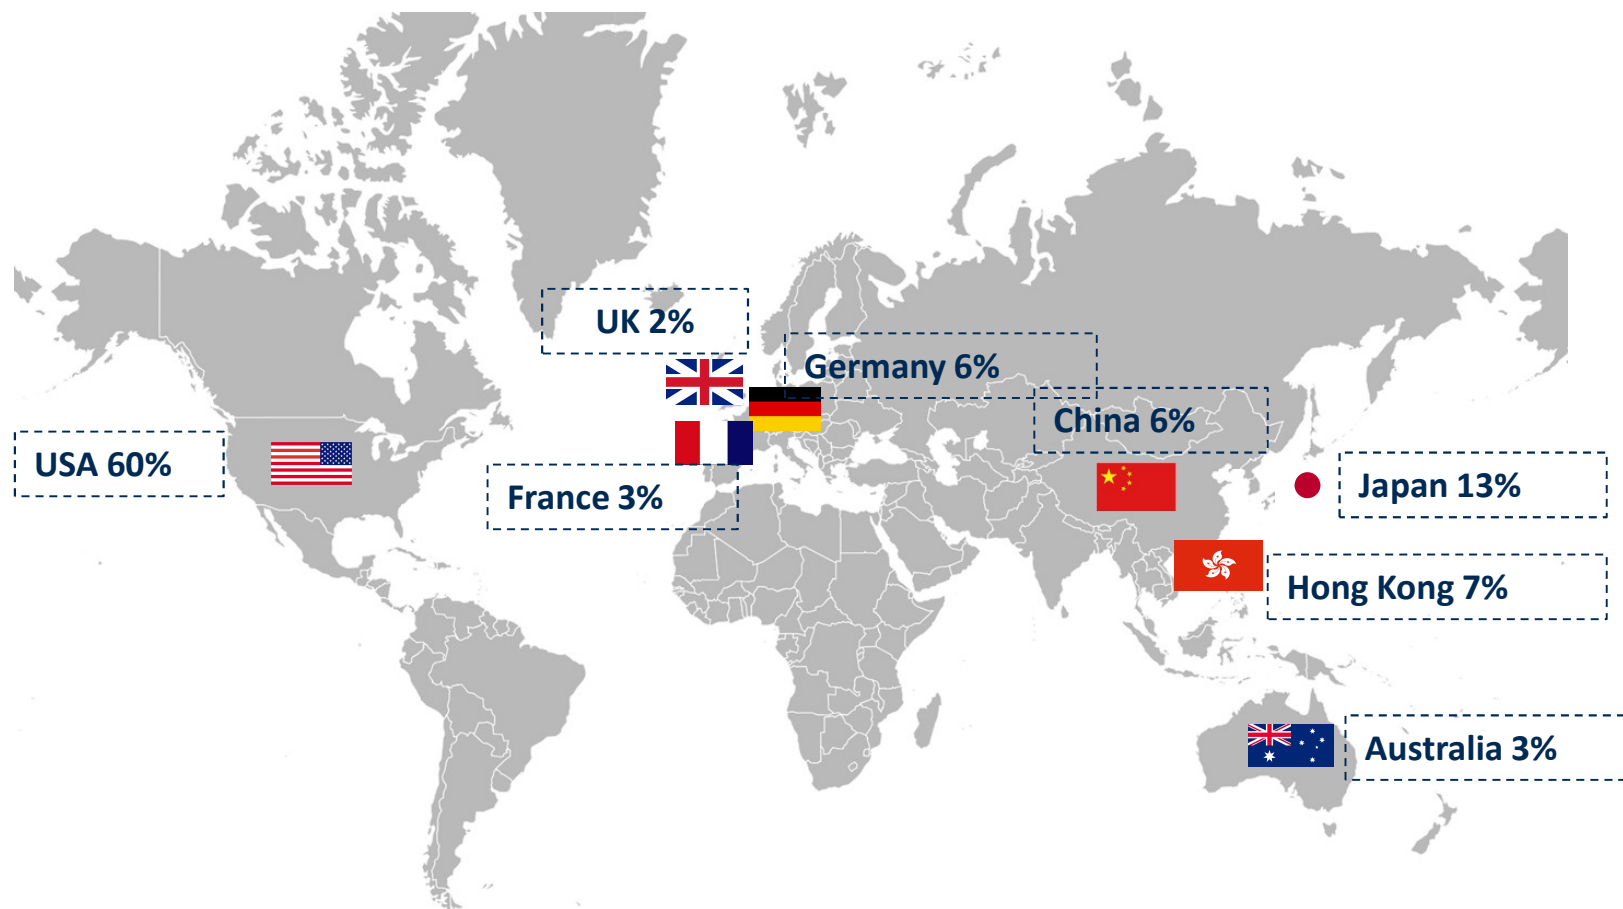 UK 2%
Germany 6%
China 6%
USA 60%
France 3%
Japan 13%
Hong Kong 7%
Australia 3%